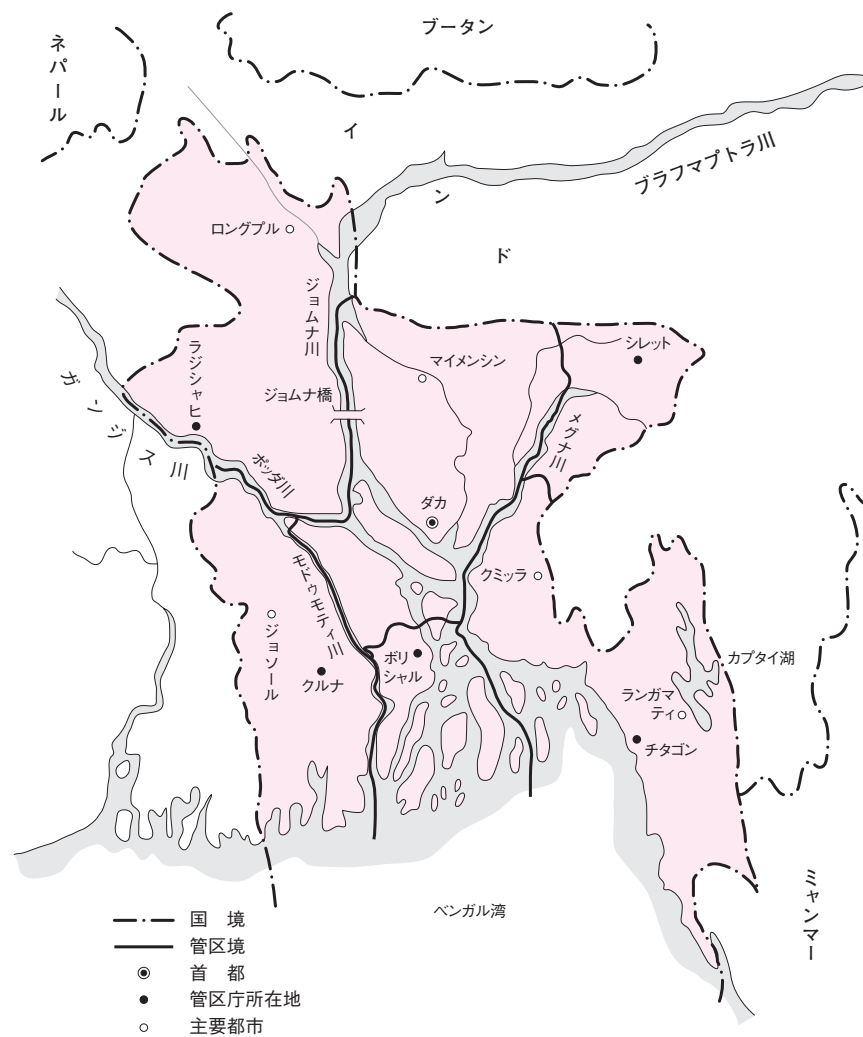 ブータン
ネパール
インド
ブラフマプトラ川
ロングプル
ジョムナ川
マイメンシン
シレット
ラジシャヒ
ガンジス川
ジョムナ橋
メグナ川
ポッダ川
ダカ
クミッラ
モドゥモティ川
ジョソール
ボリ
シャル
クルナ
カプタイ湖
ランガマ
ティ
チタゴン
ミャンマー
ベンガル湾
国 境
管区境
首 都
管区庁所在地
主要都市